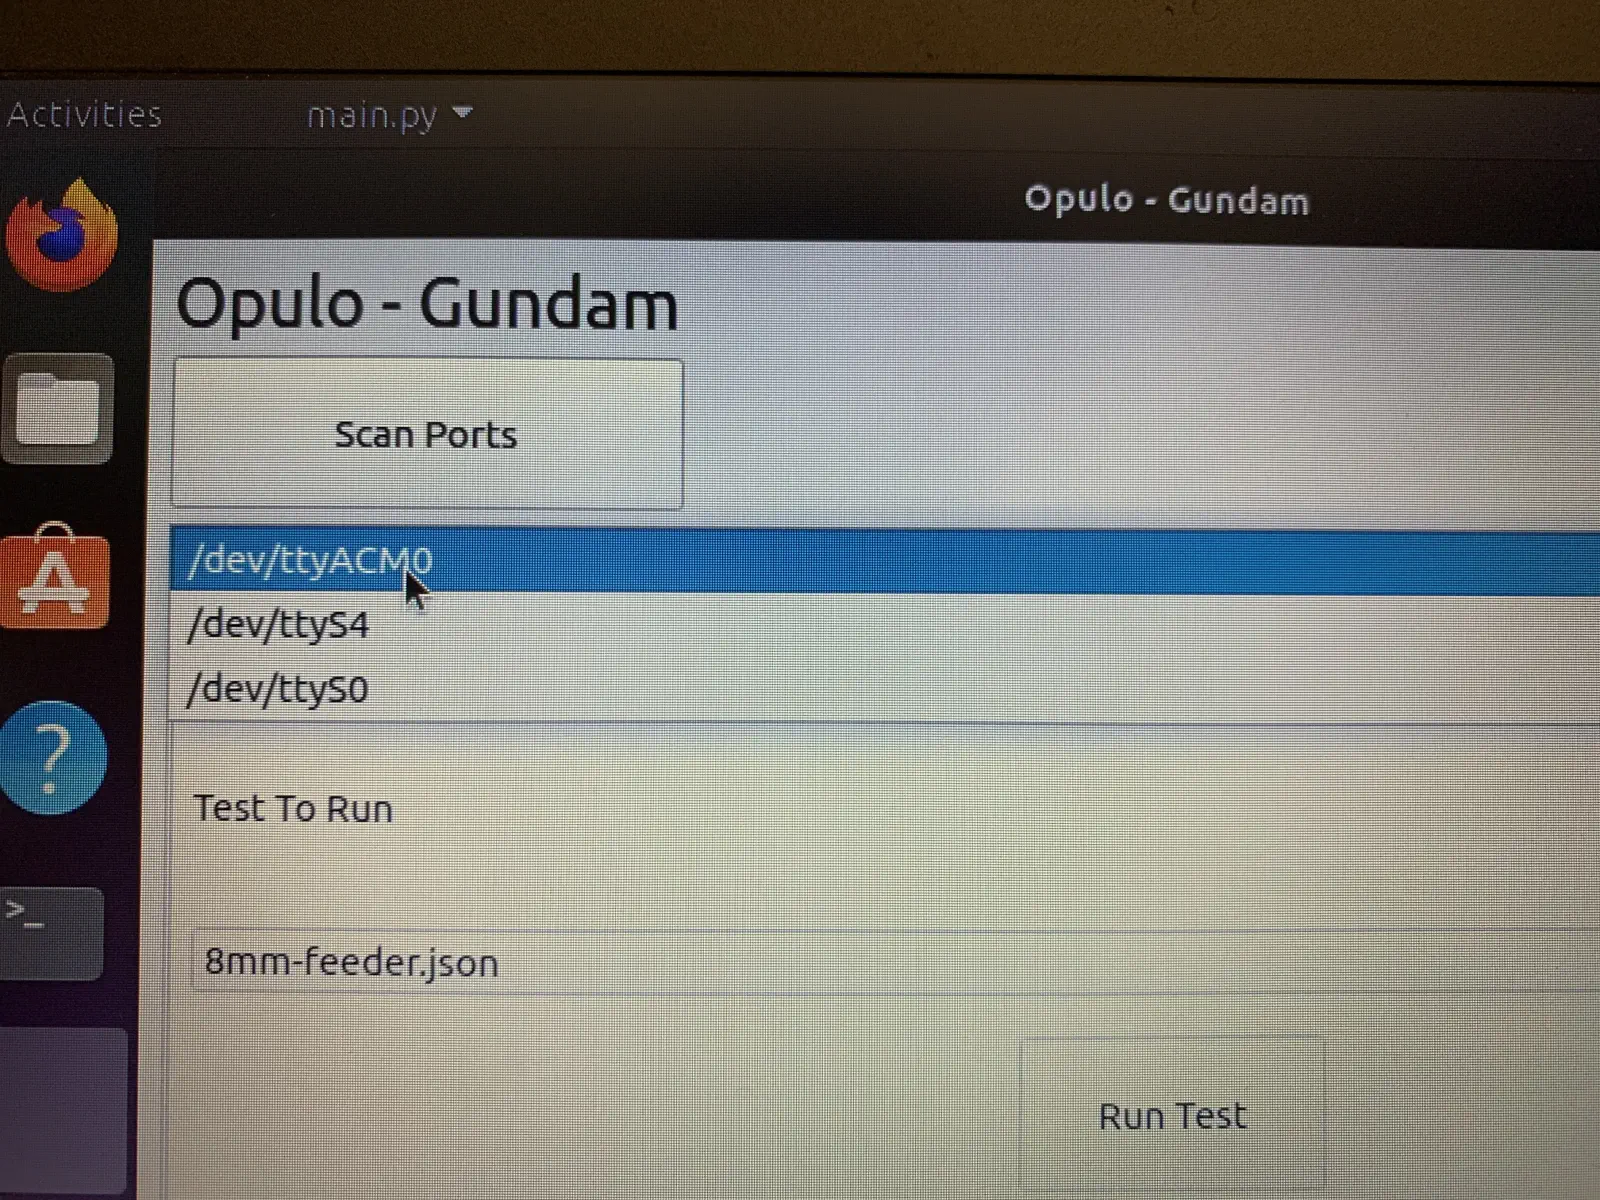 Activities main.py
Opulo - Gundam
Opulo - Gundam
Scan Ports
/dev/ttyACM0
/dev/ttyS4
/dev/ttyS0
Test To Run
8mm-feeder.json
Run Test